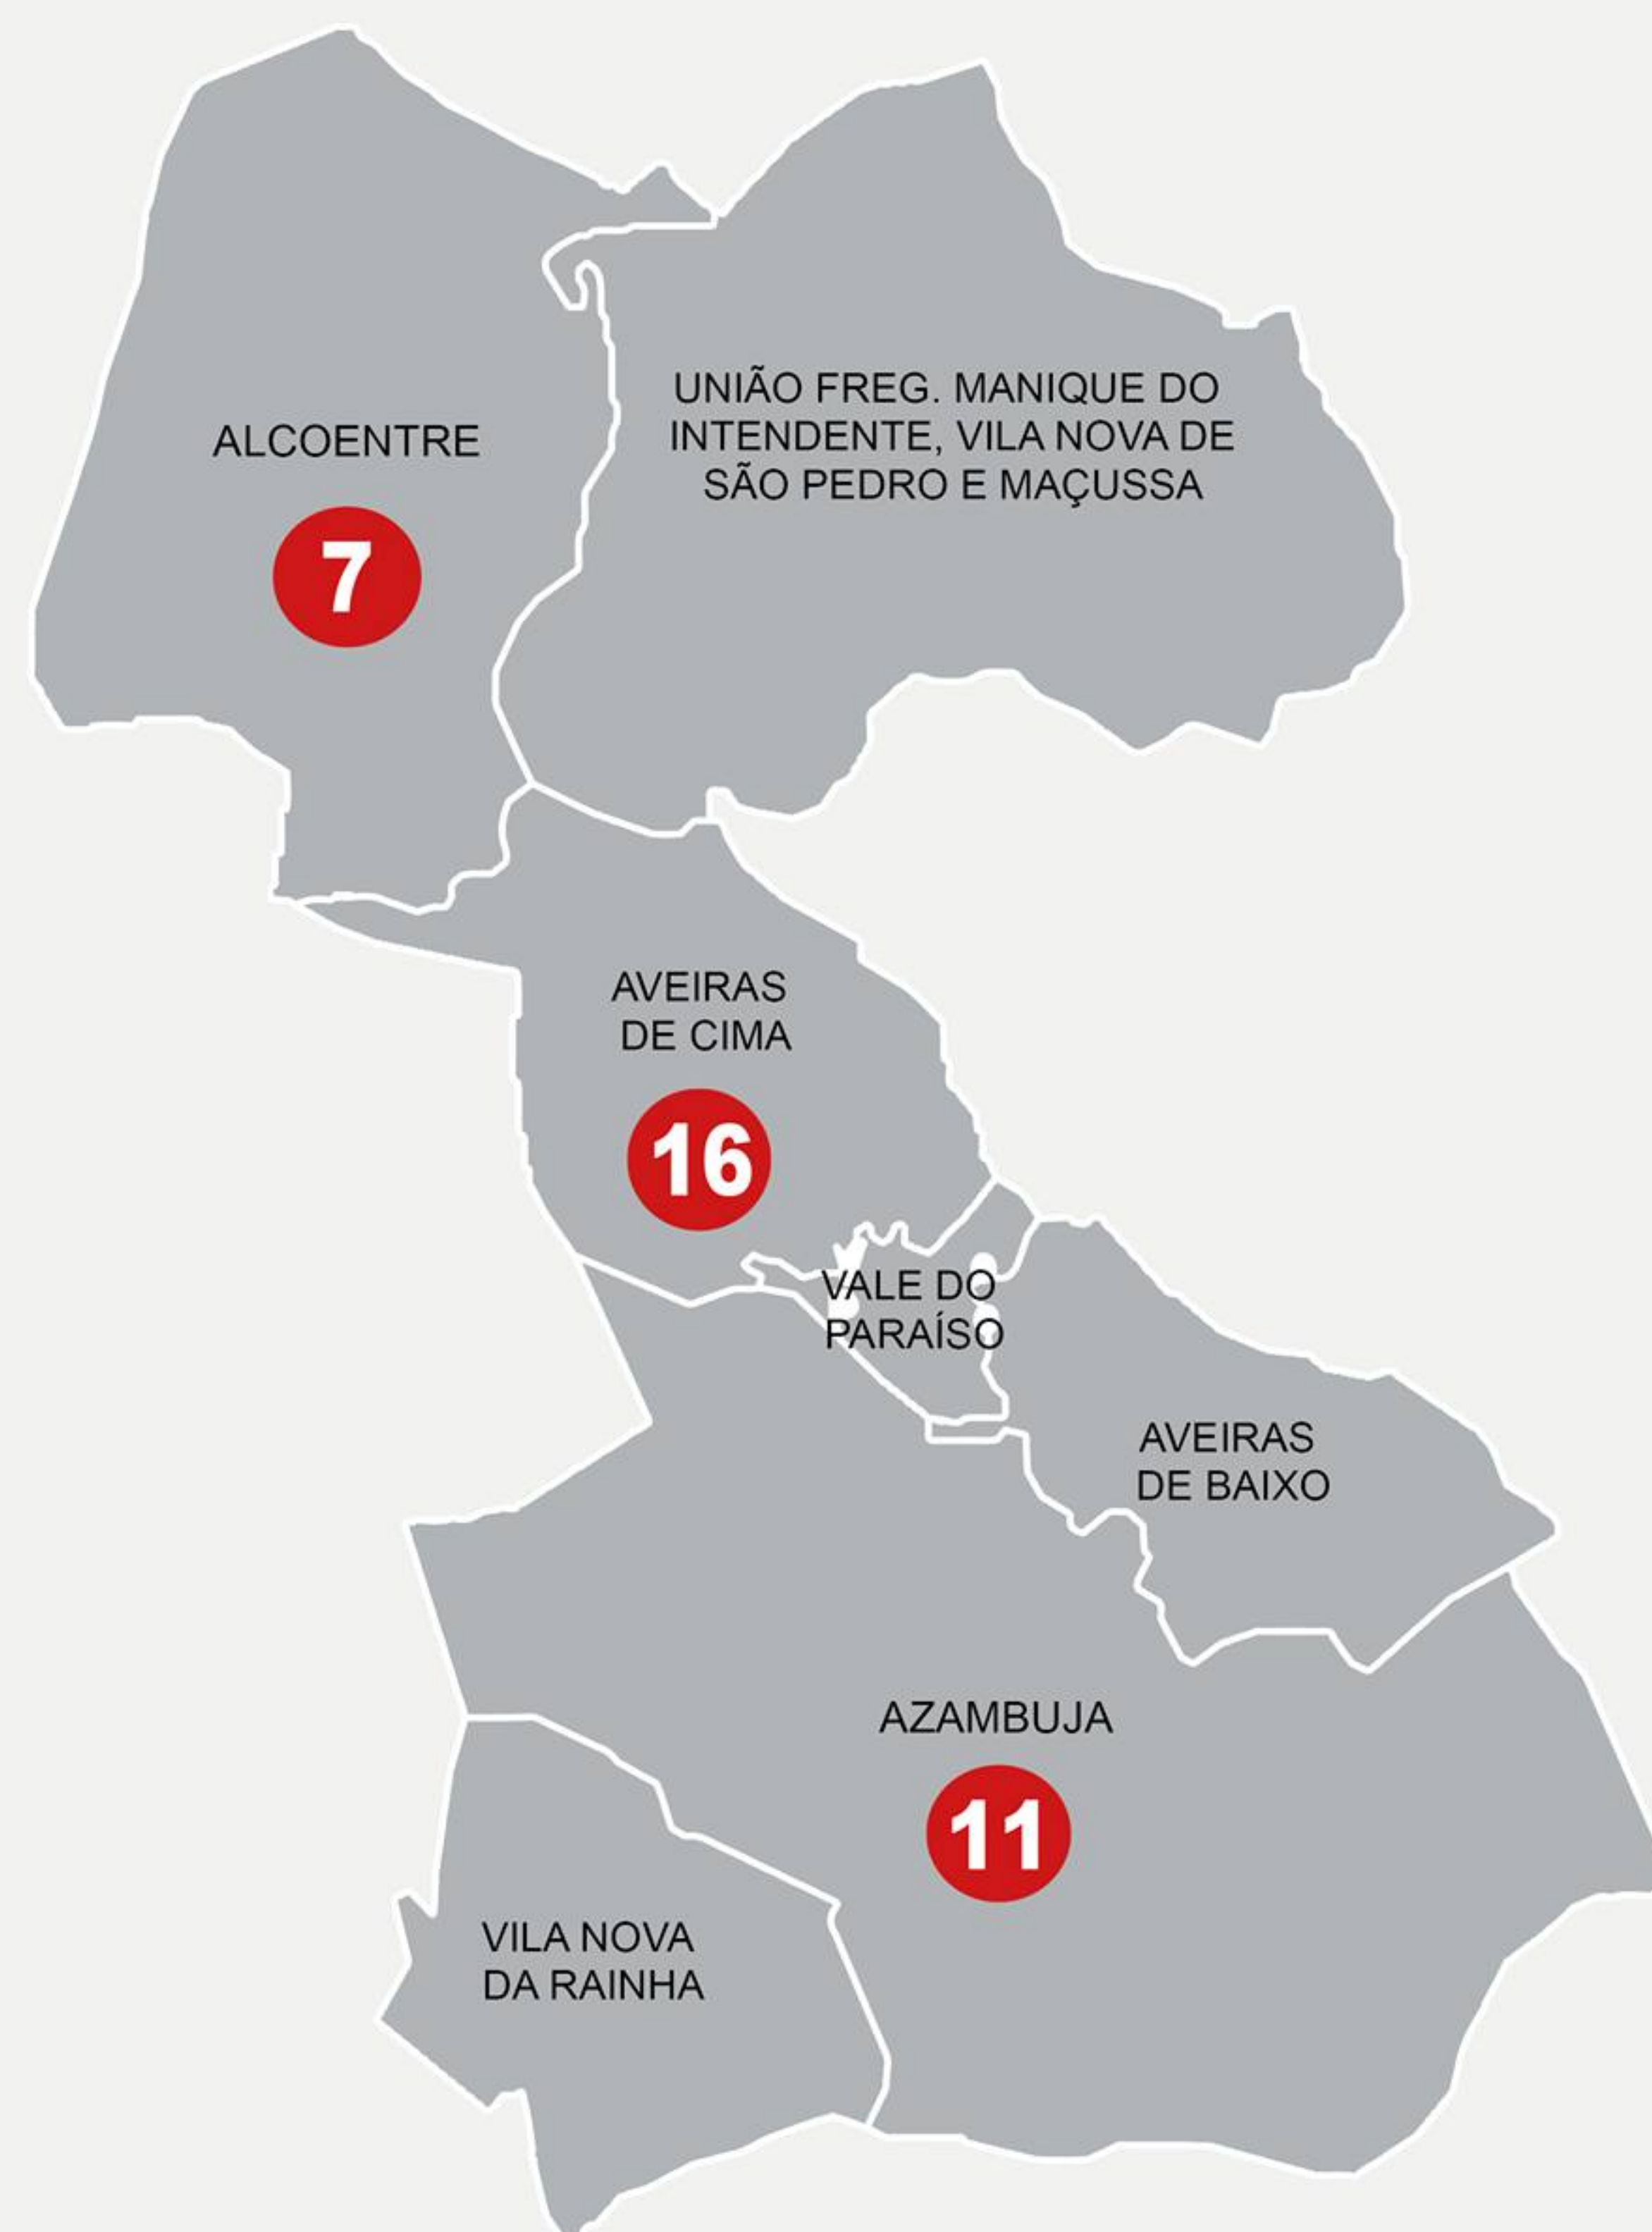 UNIÃO FREG. MANIQUE DO
INTENDENTE, VILA NOVA DE
SÃO PEDRO E MAÇUSSA
ALCOENTRE
7
AVEIRAS
DE CIMA
16
VALE DO
PARAÍSO
AVEIRAS
DE BAIXO
AZAMBUJA
11
VILA NOVA
DA RAINHA